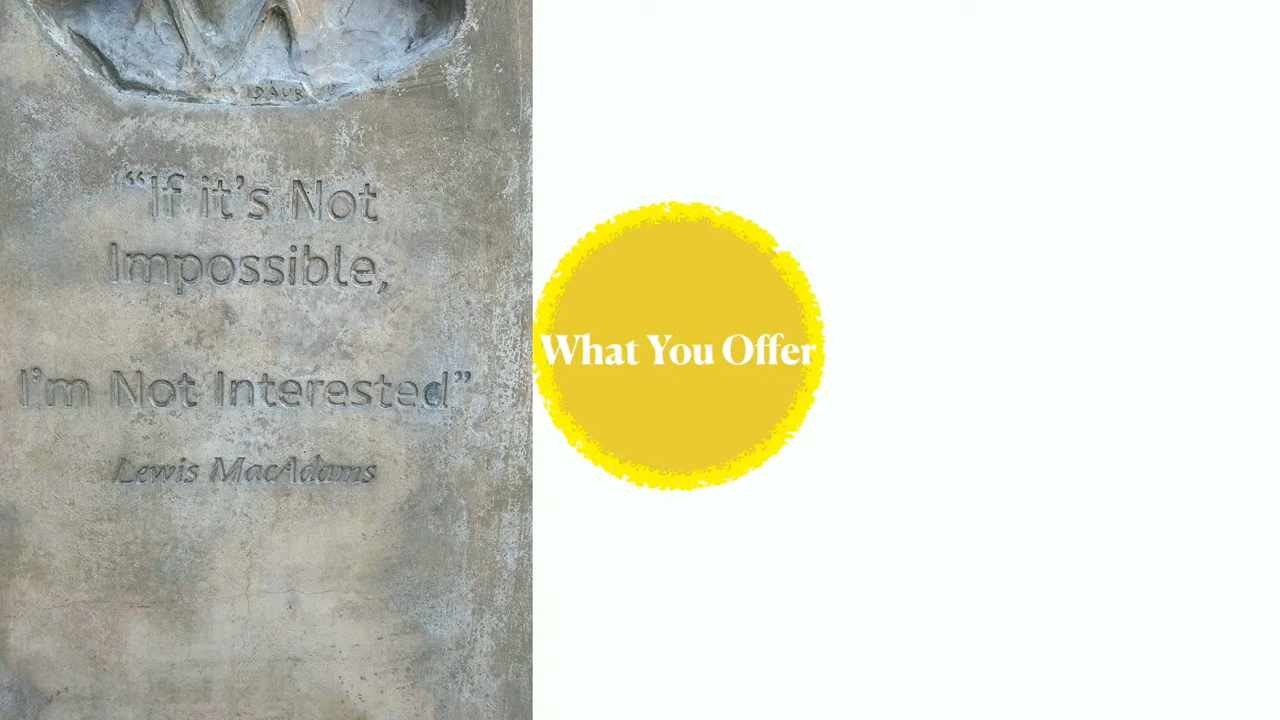 DAUB
“If it’s Not
Impossible,
I’m Not Interested”
Lewis MacAdams
What You Offer